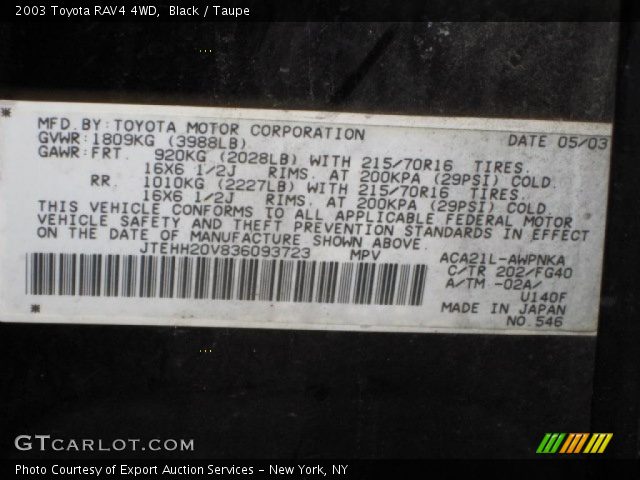 2003 Toyota RAV4 4WD,  Black / Taupe
MFD.BY:TOYOTA MOTOR CORPORATION DATE 05/03
GVWR:1809KG (3988LB)
GAWR:FRT. 920KG (2028LB) WITH 215/70R16 TIRES.
16X6 1/2J RIMS. AT 200KPA (29PSI) COLD.
RR. 1010KG (2227LB) WITH 215/70R16 TIRES.
16X6 1/2J RIMS. AT 200KPA (29PSI) COLD.
THIS VEHICLE CONFORMS TO ALL APPLICABLE FEDERAL MOTOR
VEHICLE SAFETY AND THEFT PREVENTION STANDARDS IN EFFECT
ON THE DATE OF MANUFACTURE SHOWN ABOVE.
JTEHH20V836093723 MPV ACA21L-AWPNKA
C/TR 202/FG40
A/TM -02A/
U140F
MADE IN JAPAN
NO.546
GTCARLOT.COM
Photo Courtesy of Export Auction Services - New York, NY